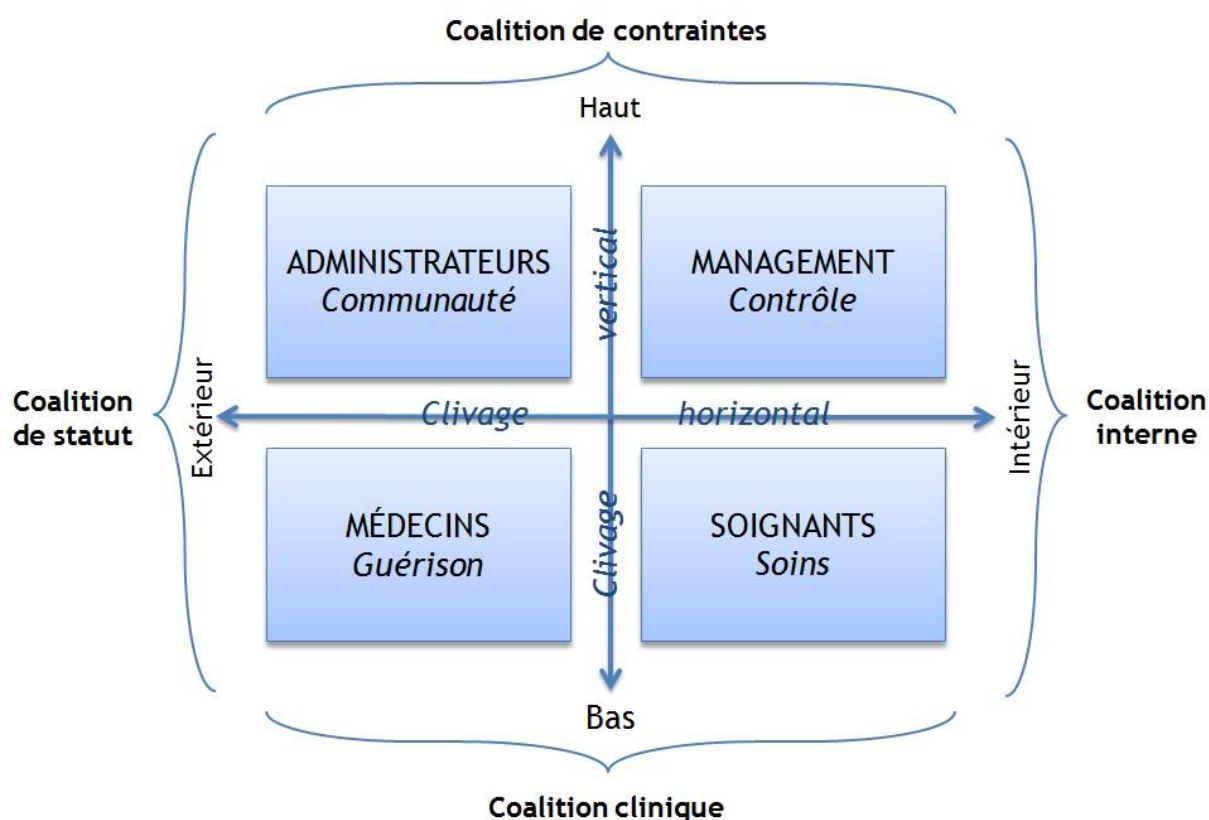 Coalition de contraintes
Haut
ADMINISTRATEURS
Communauté
vertical
MANAGEMENT
Contrôle
Coalition
de statut
Extérieur
Clivage
horizontal
Intérieur
Coalition
interne
MÉDECINS
Guérison
Clivage
SOIGNANTS
Soins
Bas
Coalition clinique